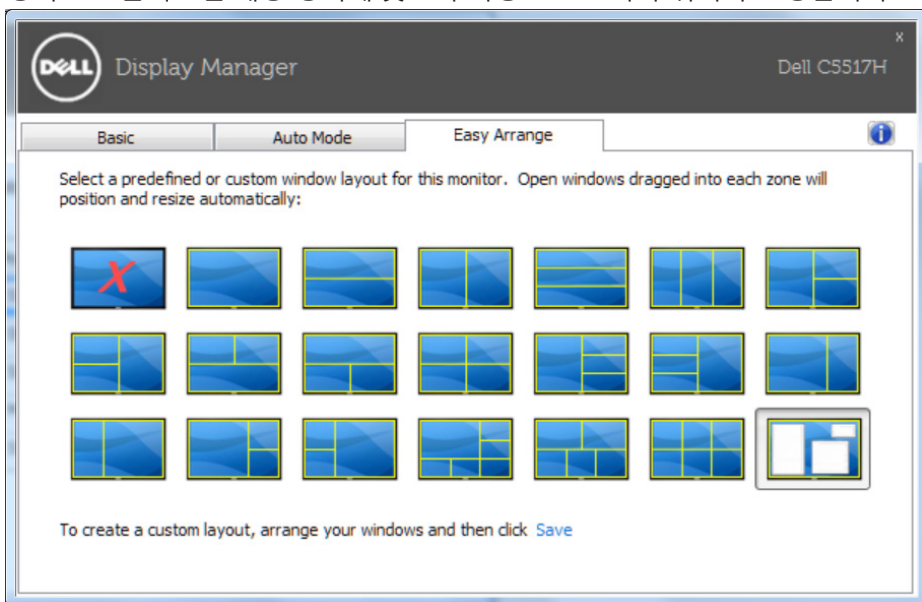 DELL Display Manager
x
Dell C5517H
Basic Auto Mode Easy Arrange
Select a predefined or custom window layout for this monitor. Open windows dragged into each zone will
position and resize automatically:
X
To create a custom layout, arrange your windows and then click Save